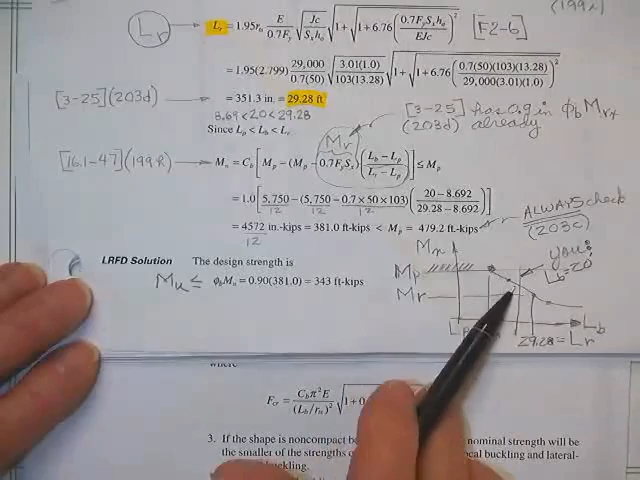 (199R)
Lr → Lr = 1.95rts E/0.7Fy √(Jc/Sxho) √(1+√(1+6.76(0.7FySxho/EJc)²)) [F2-6]
= 1.95(2.799) 29,000/0.7(50) √(3.01(1.0)/103(13.28)) √(1+√(1+6.76(0.7(50)(103)(13.28)/29,000(3.01)(1.0))²))
[3-25](203d) → = 351.3 in. = 29.28 ft
8.69<20<29.28
[3-25] has 0.9 in ϕbMrx
(203d) already
Since Lp < Lb < Lr
Mr
[16.1-47](199R) → Mn = Cb[Mp − (Mp − 0.7FySx)(Lb − Lp/Lr − Lp)] ≤ Mp
= 1.0[5,750/12 − (5,750/12 − 0.7 × 50 × 103/12)(20 − 8.692/29.28 − 8.692)]
ALWAYS check
(203c)
= 4572/12 in.-kips = 381.0 ft-kips < Mp = 479.2 ft-kips
LRFD Solution The design strength is
Mu ≤ ϕbMn = 0.90(381.0) = 343 ft-kips
Mn
you:
Lb=20
Mp
Mr
Lb
29.28 = Lr
where
Fcr = Cbπ²E/(Lb/rts)² √1 + 0
3. If the shape is noncompact be nominal strength will be
the smaller of the strengths cal buckling and lateral-
buckling.